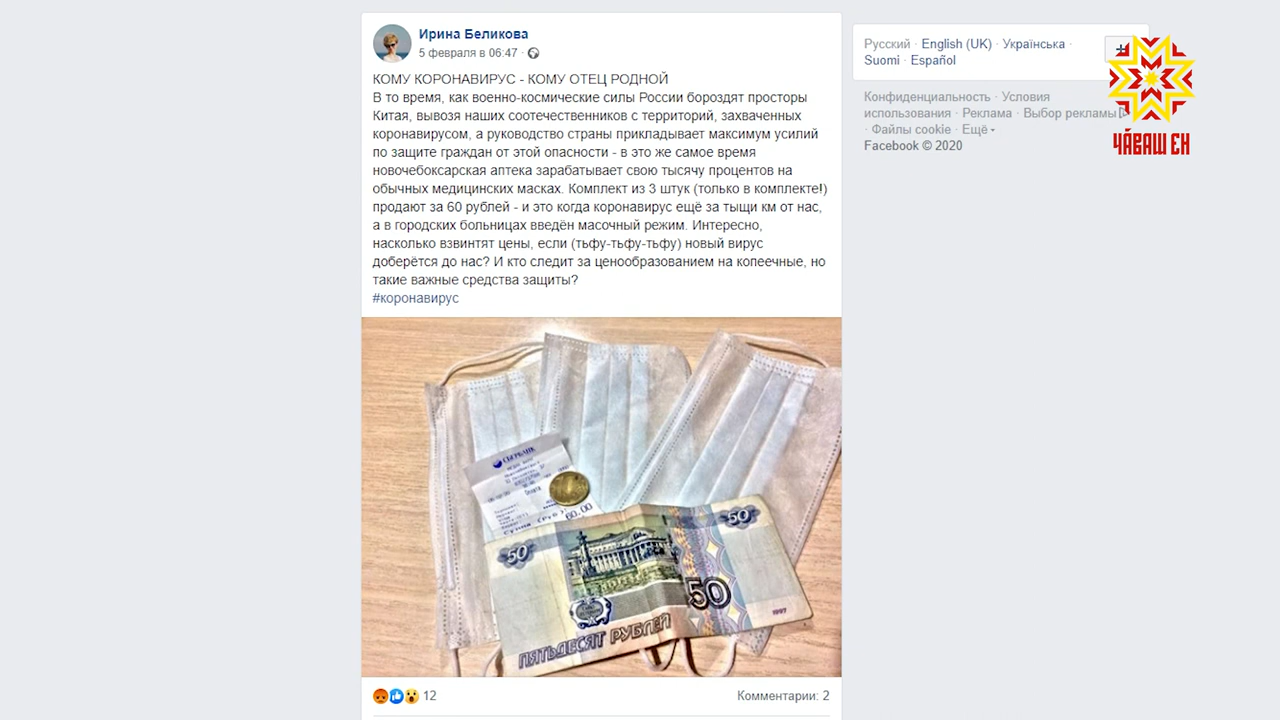 Ирина Беликова
5 февраля в 06:47 ·
КОМУ КОРОНАВИРУС - КОМУ ОТЕЦ РОДНОЙ
В то время, как военно-космические силы России бороздят просторы
Китая, вывозя наших соотечественников с территорий, захваченных
коронавирусом, а руководство страны прикладывает максимум усилий
по защите граждан от этой опасности - в это же самое время
новочебоксарская аптека зарабатывает свою тысячу процентов на
обычных медицинских масках. Комплект из 3 штук (только в комплекте!)
продают за 60 рублей - и это когда коронавирус ещё за тыщи км от нас,
а в городских больницах введён масочный режим. Интересно,
насколько взвинтят цены, если (тьфу-тьфу-тьфу) новый вирус
доберётся до нас? И кто следит за ценообразованием на копеечные, но
такие важные средства защиты?
#коронавирус
СБЕРБАНК
60.00
50
50
50
1997
ПЯТЬДЕСЯТ РУБЛЕЙ
12
Комментарии: 2
Русский · English (UK) · Українська ·
Suomi · Español
Конфиденциальность · Условия
использования · Реклама · Выбор рекламы
· Файлы cookie · Ещё
Facebook © 2020
ЧӐВАШ ЕН